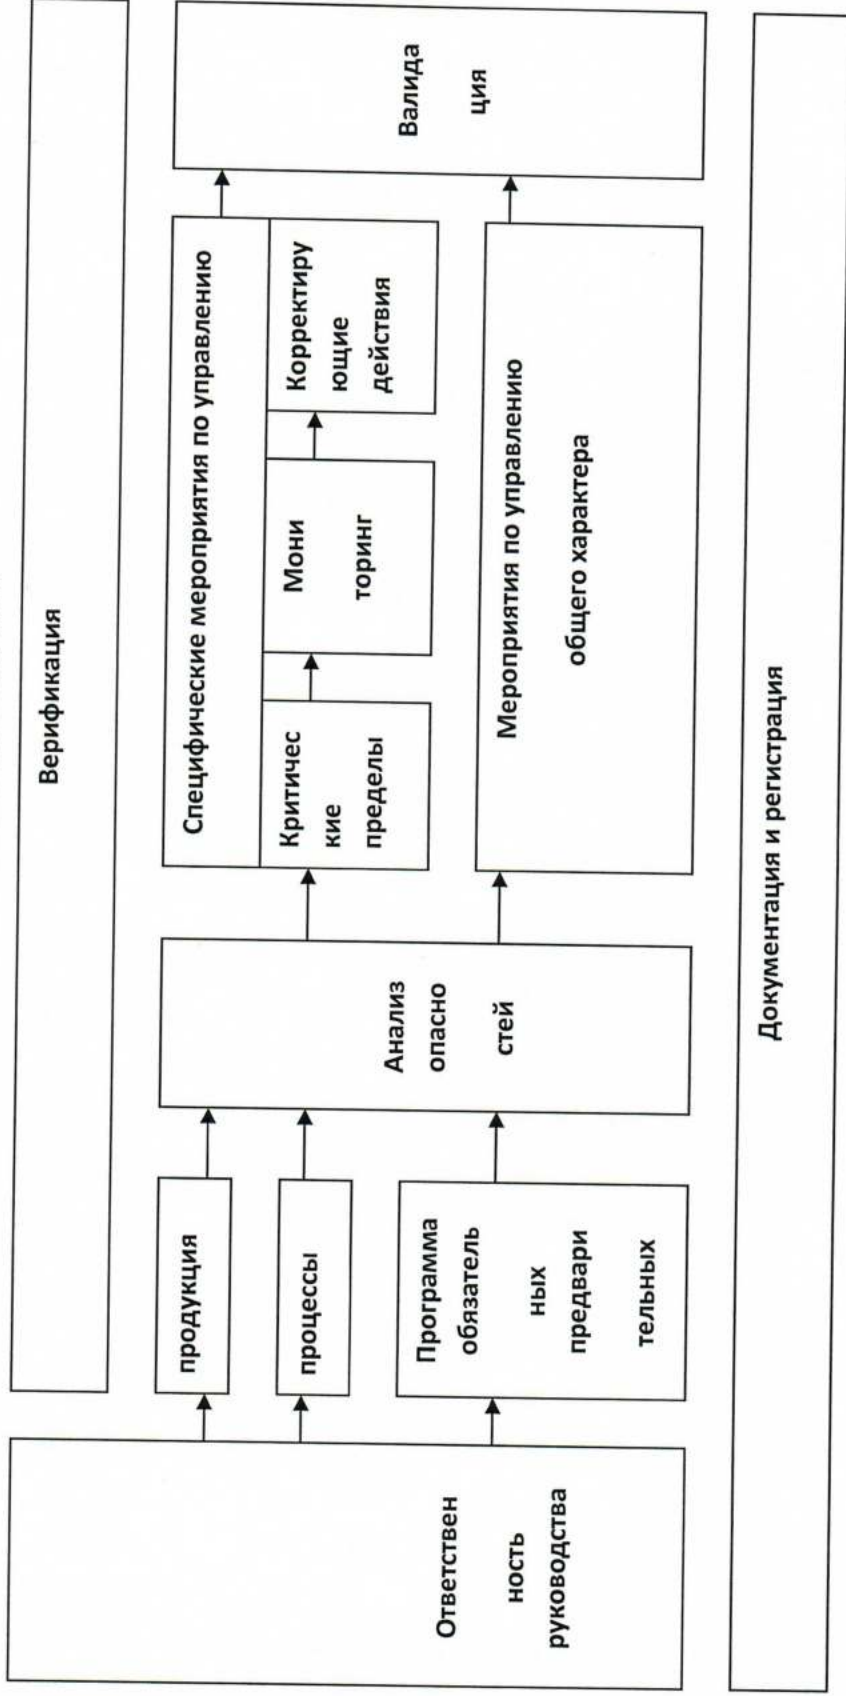 Верификация
Ответствен
ность
руководства
продукция
процессы
Программа
обязатель
ных
предвари
тельных
Анализ
опасно
стей
Специфические мероприятия по управлению
Критичес
кие
пределы
Мони
торинг
Корректиру
ющие
действия
Мероприятия по управлению
общего характера
Валида
ция
Документация и регистрация